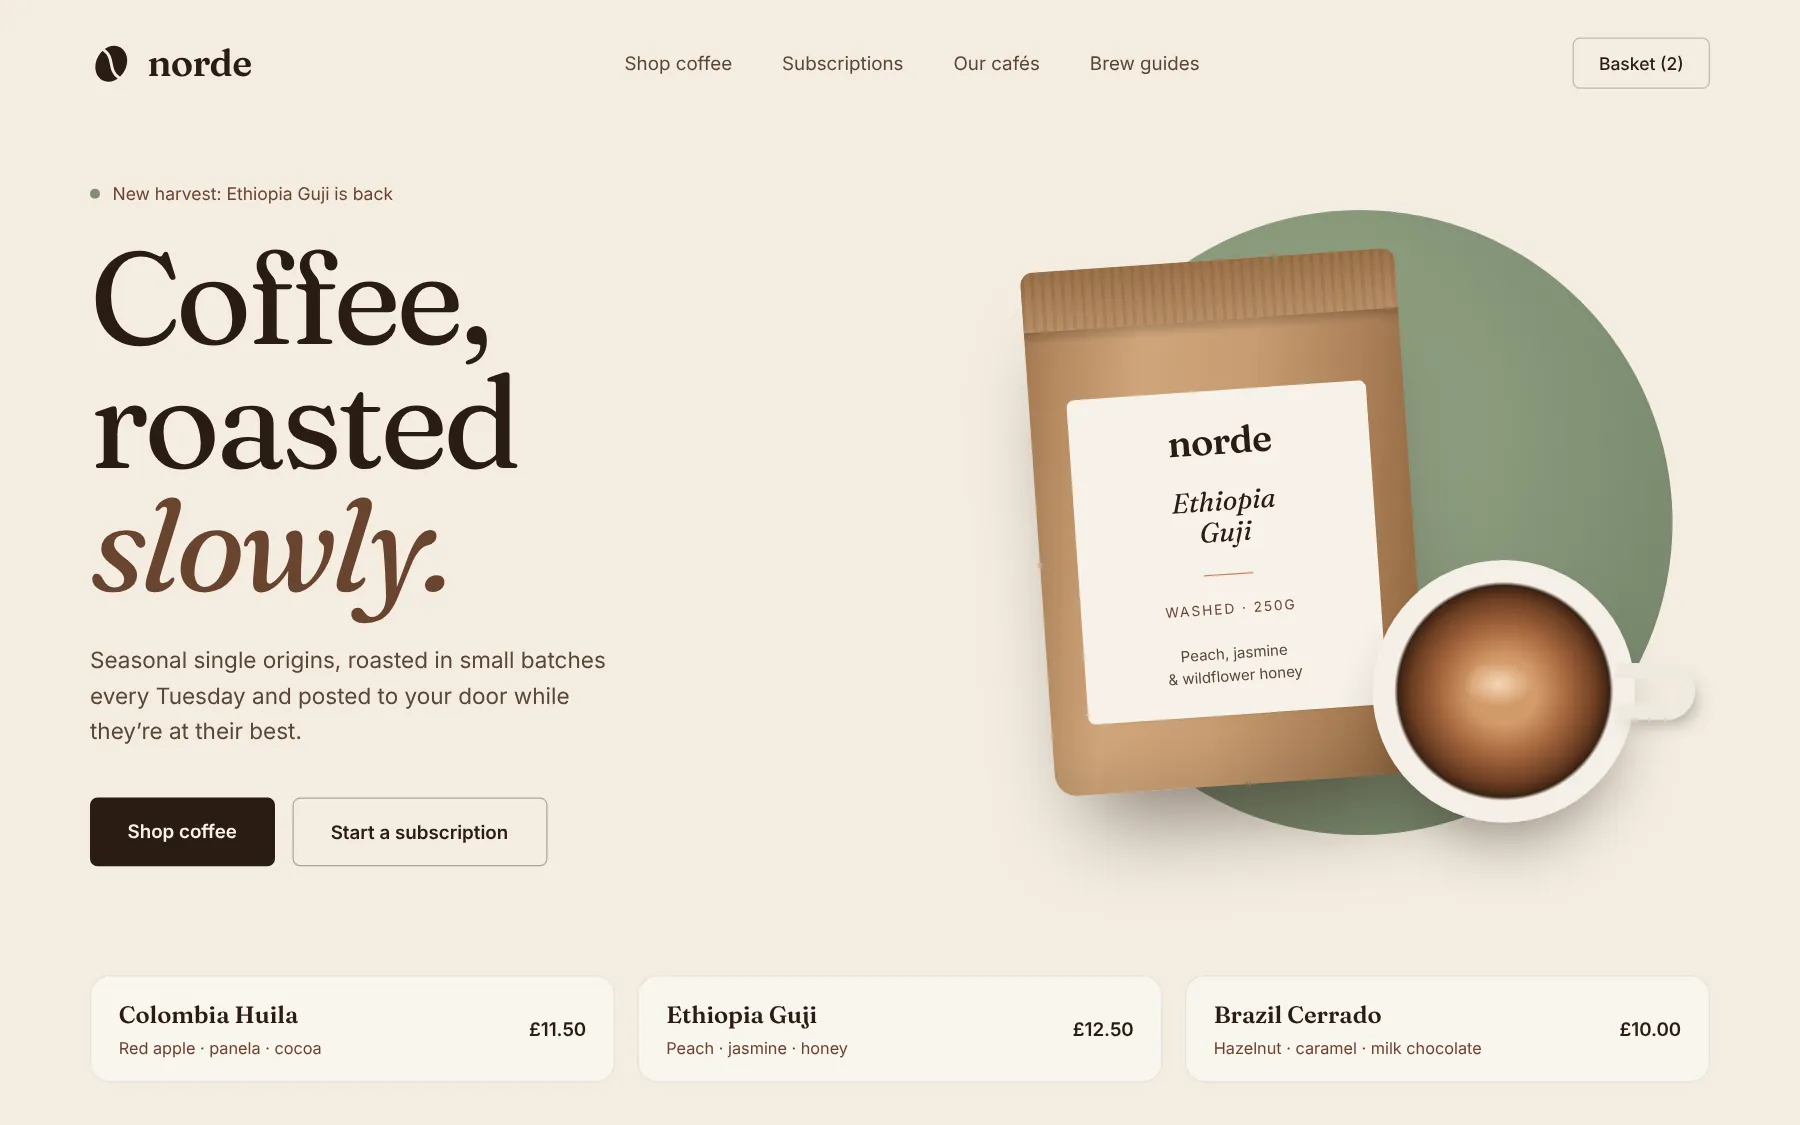 norde
Shop coffee
Subscriptions
Our cafés
Brew guides
Basket (2)
New harvest: Ethiopia Guji is back
Coffee,
roasted
slowly.
Seasonal single origins, roasted in small batches
every Tuesday and posted to your door while
they’re at their best.
Shop coffee
Start a subscription
norde
Ethiopia
Guji
WASHED · 250G
Peach, jasmine
& wildflower honey
Colombia Huila
Red apple · panela · cocoa
£11.50
Ethiopia Guji
Peach · jasmine · honey
£12.50
Brazil Cerrado
Hazelnut · caramel · milk chocolate
£10.00